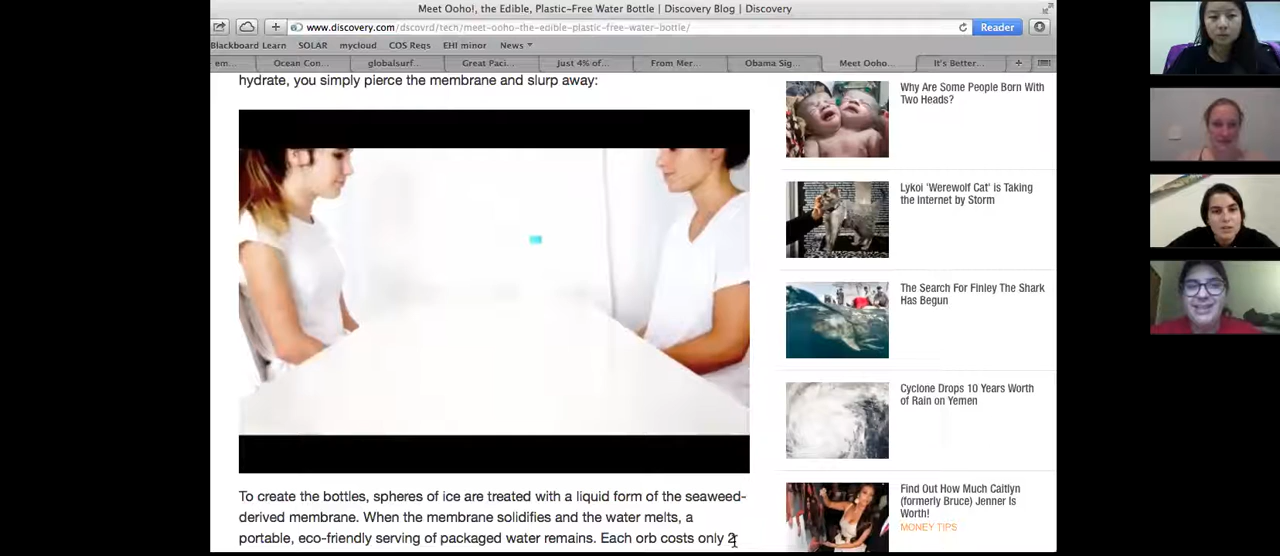 Meet Ooho!, the Edible, Plastic-Free Water Bottle | Discovery Blog | Discovery
www.discovery.com/dscovrd/tech/meet-ooho-the-edible-plastic-free-water-bottle/
Reader
Blackboard Learn SOLAR mycloud COS Reqs EHI minor News
em... Ocean Con... globalsurf... Great Paci... Just 4% of... From Mer... Obama Sig... Meet Ooho... It's Better...
hydrate, you simply pierce the membrane and slurp away:
To create the bottles, spheres of ice are treated with a liquid form of the seaweed-
derived membrane. When the membrane solidifies and the water melts, a
portable, eco-friendly serving of packaged water remains. Each orb costs only 2
Why Are Some People Born With
Two Heads?
Lykoi 'Werewolf Cat' is Taking
the Internet by Storm
The Search For Finley The Shark
Has Begun
Cyclone Drops 10 Years Worth
of Rain on Yemen
Find Out How Much Caitlyn
(formerly Bruce) Jenner Is
Worth!
MONEY TIPS